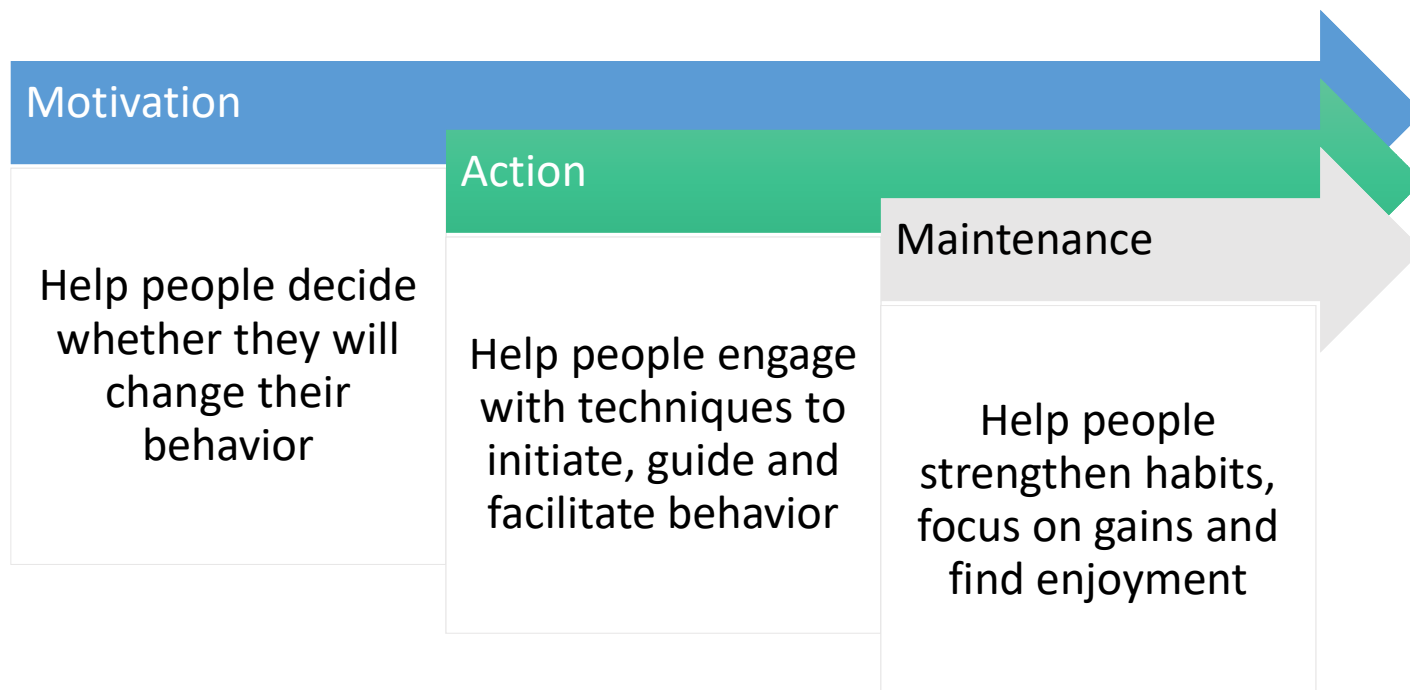 Motivation
Help people decide
whether they will
change their
behavior
Action
Help people engage
with techniques to
initiate, guide and
facilitate behavior
Maintenance
Help people
strengthen habits,
focus on gains and
find enjoyment